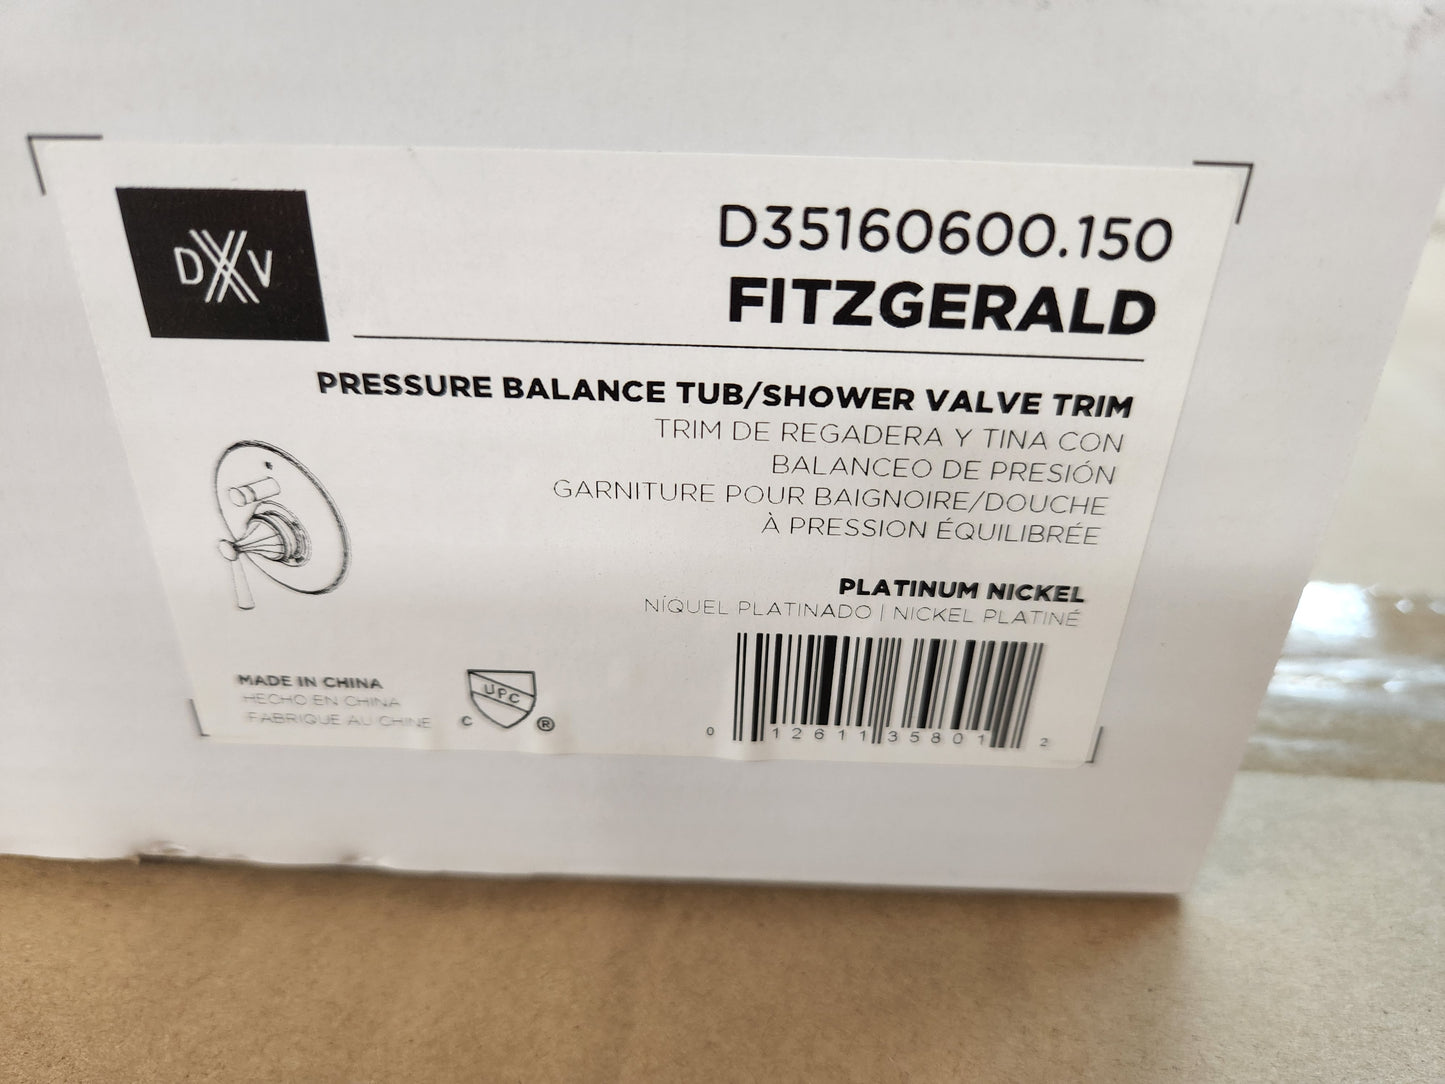 DXV
D35160600.150
FITZGERALD
PRESSURE BALANCE TUB/SHOWER VALVE TRIM
TRIM DE REGADERA Y TINA CON
BALANCEO DE PRESIÓN
GARNITURE POUR BAIGNOIRE/DOUCHE
À PRESSION ÉQUILIBRÉE
PLATINUM NICKEL
NÍQUEL PLATINADO | NICKEL PLATINÉ
MADE IN CHINA
HECHO EN CHINA
FABRIQUE AU CHINE
C UPC ®
0 12611 35801 2